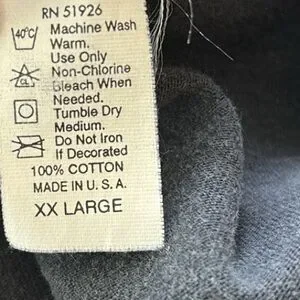 RN 51926
40°C Machine Wash
Warm.
Use Only
CL Non-Chlorine
Bleach When
Needed.
Tumble Dry
Medium.
Do Not Iron
If Decorated
100% COTTON
MADE IN U.S.A.
XX LARGE